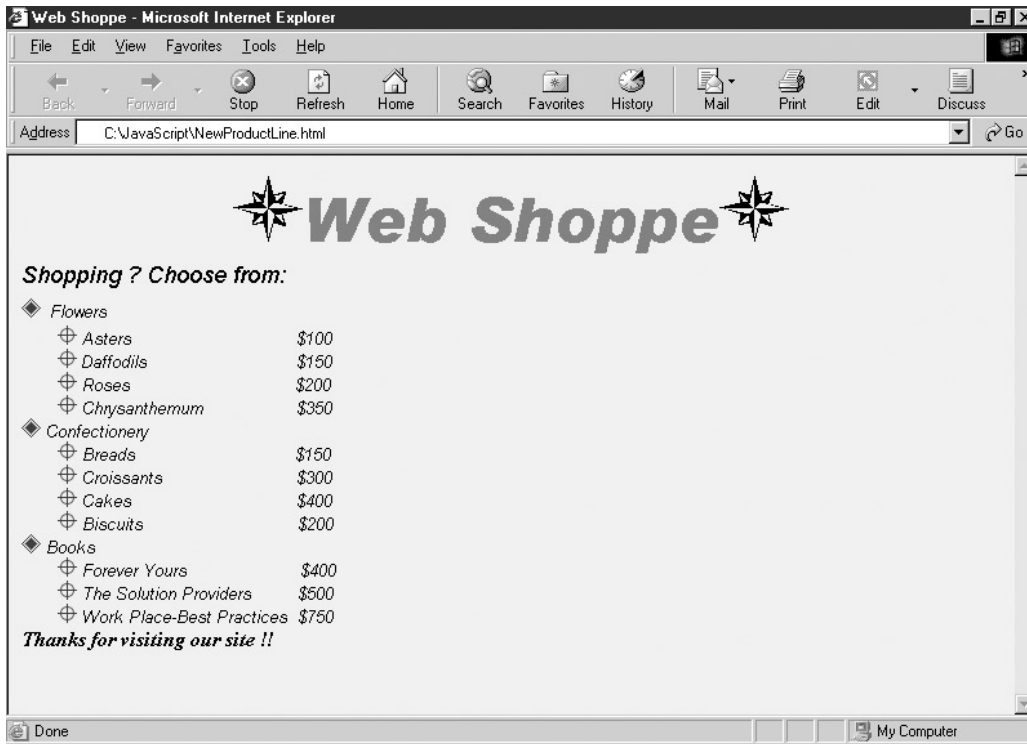 Web Shoppe - Microsoft Internet Explorer
File Edit View Favorites Tools Help
Back Forward Stop Refresh Home Search Favorites History Mail Print Edit Discuss
Address C:\JavaScript\NewProductLine.html Go
Web Shoppe
Shopping ? Choose from:
Flowers
Asters $100
Daffodils $150
Roses $200
Chrysanthemum $350
Confectionery
Breads $150
Croissants $300
Cakes $400
Biscuits $200
Books
Forever Yours $400
The Solution Providers $500
Work Place-Best Practices $750
Thanks for visiting our site !!
Done My Computer